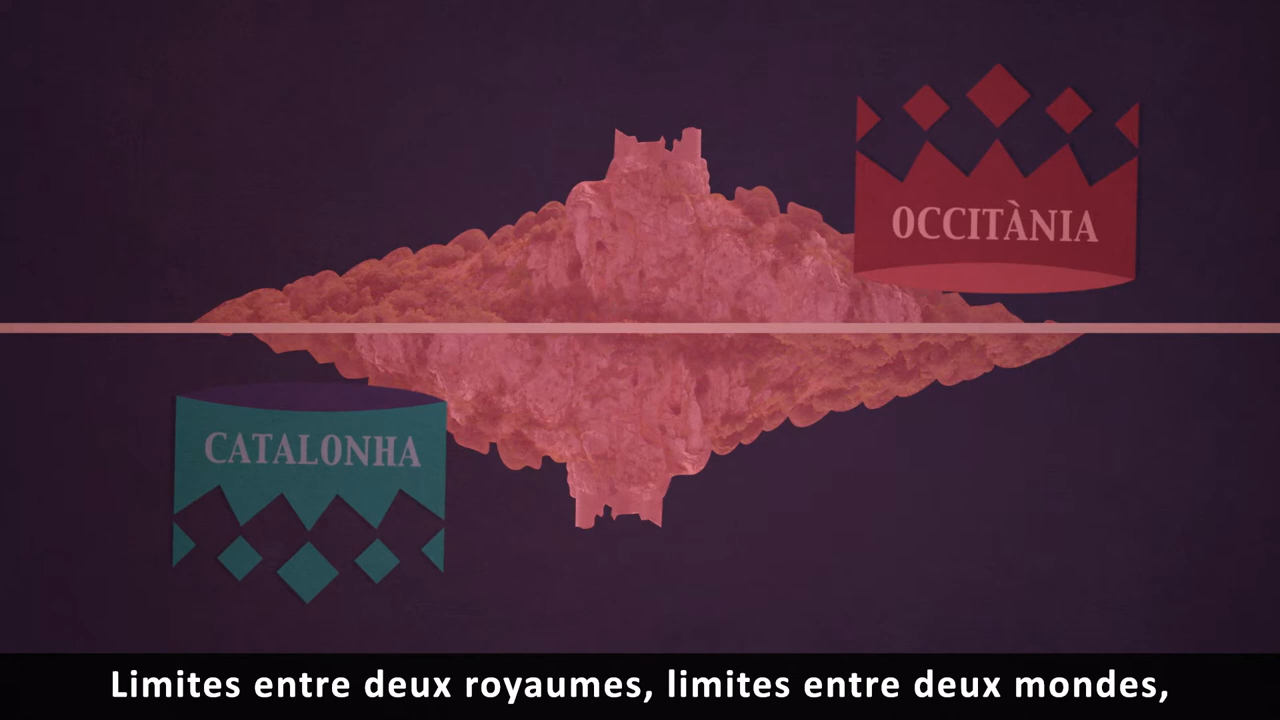 OCCITÀNIA
CATALONHA
Limites entre deux royaumes, limites entre deux mondes,